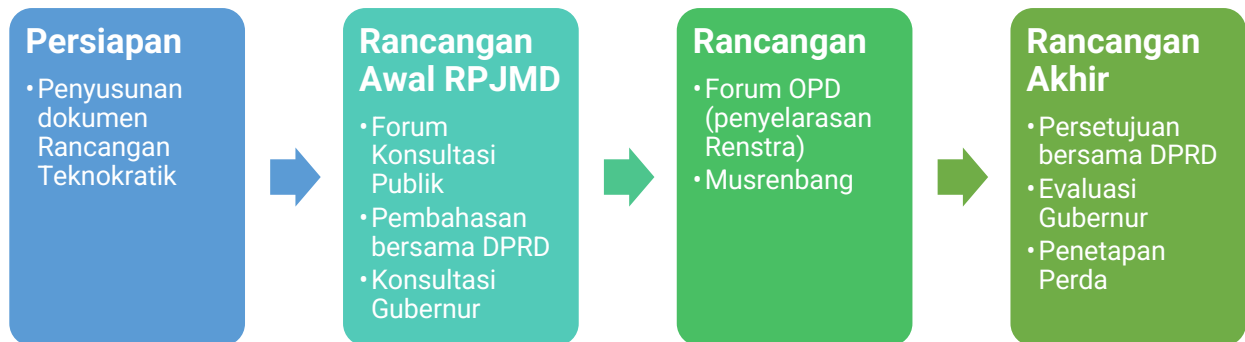 Persiapan
•Penyusunan
dokumen
Rancangan
Teknokratik
Rancangan
Awal RPJMD
•Forum
Konsultasi
Publik
•Pembahasan
bersama DPRD
•Konsultasi
Gubernur
Rancangan
•Forum OPD
(penyelarasan
Renstra)
•Musrenbang
Rancangan
Akhir
•Persetujuan
bersama DPRD
•Evaluasi
Gubernur
•Penetapan
Perda